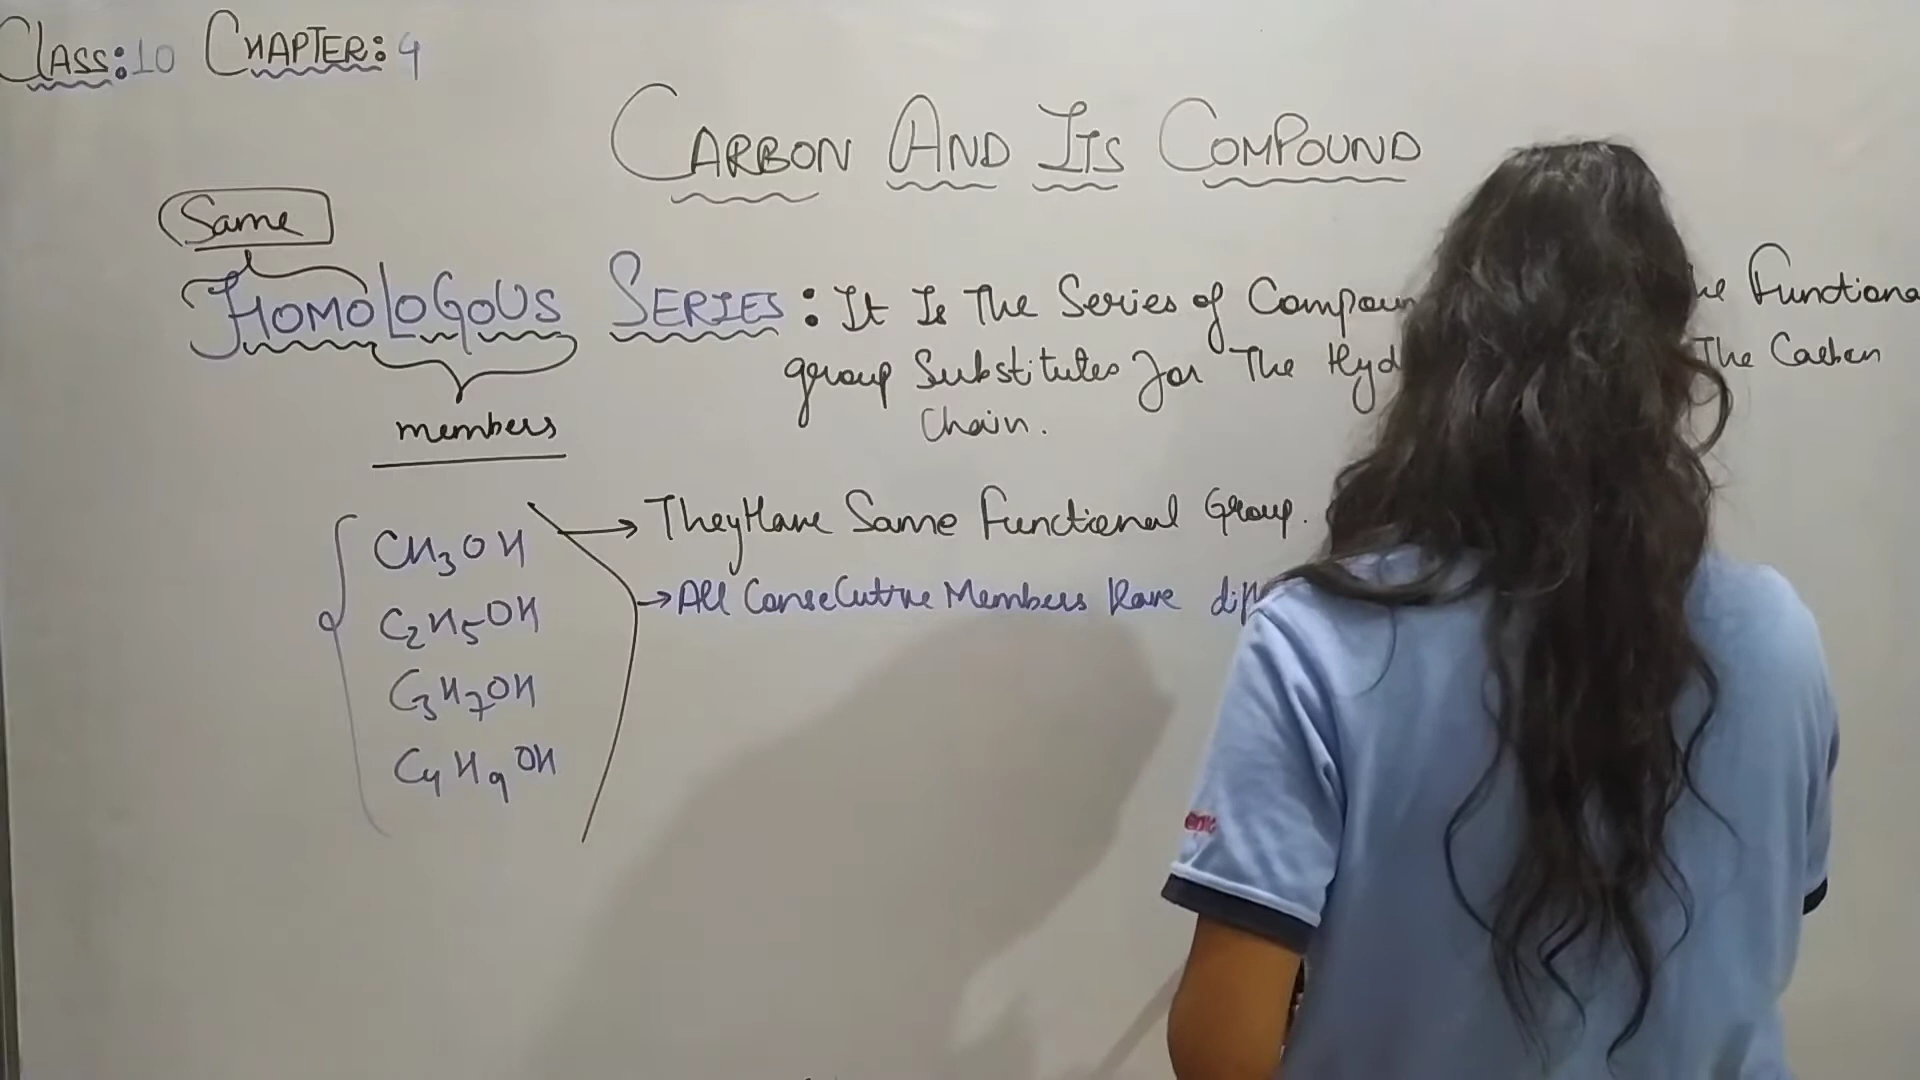 CLASS: 10 CHAPTER: 4
CARBON AND ITS COMPOUND
Same
HOMOLOGOUS SERIES: It Is The Series of Compoun he Functiona
group Substitutes for The Hyd The Carbon
Chain.
members
CH3OH
C2H5OH
C3H7OH
C4H9OH
They Have Same Functional Group.
All Consecutive Members have dif